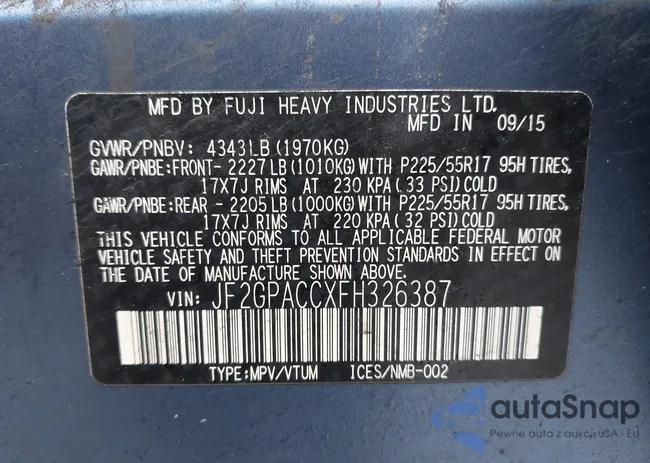 MFD BY FUJI HEAVY INDUSTRIES LTD.
MFD IN 09/15
GVWR/PNBV: 4343LB (1970KG)
GAWR/PNBE:FRONT- 2227LB (1010KG) WITH P225/55R17 95H TIRES,
17X7J RIMS AT 230 KPA (33 PSI) COLD
GAWR/PNBE:REAR - 2205LB (1000KG) WITH P225/55R17 95H TIRES,
17X7J RIMS AT 220 KPA (32 PSI) COLD
THIS VEHICLE CONFORMS TO ALL APPLICABLE FEDERAL MOTOR
VEHICLE SAFETY AND THEFT PREVENTION STANDARDS IN EFFECT ON
THE DATE OF MANUFACTURE SHOWN ABOVE.
VIN: JF2GPACCXFH326387
TYPE:MPV/VTUM ICES/NMB-002
autaSnap
Pewne auta z aukcji USA i EU